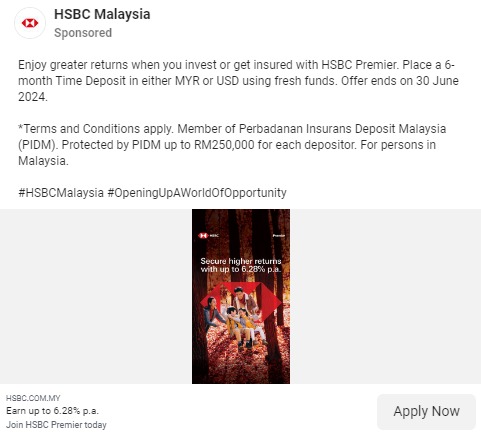 HSBC Malaysia
Sponsored
Enjoy greater returns when you invest or get insured with HSBC Premier. Place a 6-
month Time Deposit in either MYR or USD using fresh funds. Offer ends on 30 June
2024.
*Terms and Conditions apply. Member of Perbadanan Insurans Deposit Malaysia
(PIDM). Protected by PIDM up to RM250,000 for each depositor. For persons in
Malaysia.
#HSBCMalaysia #OpeningUpAWorldOfOpportunity
HSBC Premier
Secure higher returns
with up to 6.28% p.a.
HSBC.COM.MY
Earn up to 6.28% p.a.
Join HSBC Premier today
Apply Now